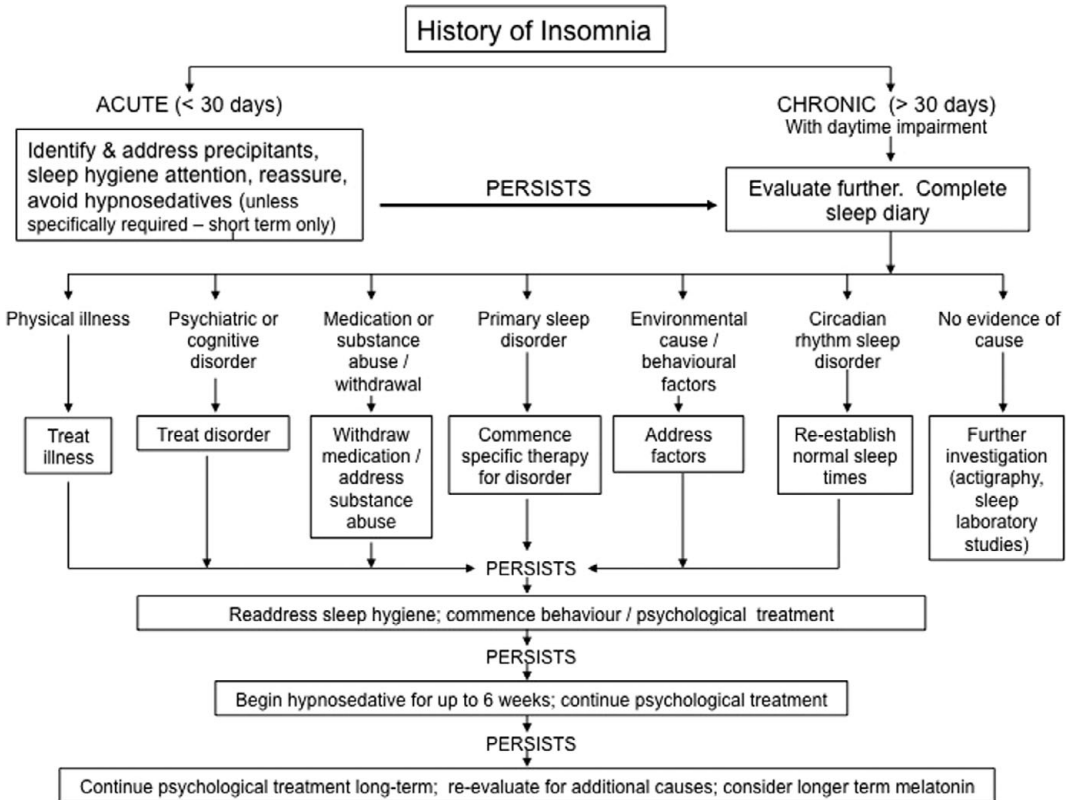 History of Insomnia
ACUTE (< 30 days)
CHRONIC (> 30 days)
With daytime impairment
Identify & address precipitants,
sleep hygiene attention, reassure,
avoid hypnosedatives (unless
specifically required – short term only)
PERSISTS
Evaluate further. Complete
sleep diary
Physical illness
Psychiatric or
cognitive
disorder
Medication or
substance
abuse /
withdrawal
Primary sleep
disorder
Environmental
cause /
behavioural
factors
Circadian
rhythm sleep
disorder
No evidence of
cause
Treat
illness
Treat disorder
Withdraw
medication /
address
substance
abuse
Commence
specific therapy
for disorder
Address
factors
Re-establish
normal sleep
times
Further
investigation
(actigraphy,
sleep
laboratory
studies)
PERSISTS
Readdress sleep hygiene; commence behaviour / psychological treatment
PERSISTS
Begin hypnosedative for up to 6 weeks; continue psychological treatment
PERSISTS
Continue psychological treatment long-term; re-evaluate for additional causes; consider longer term melatonin